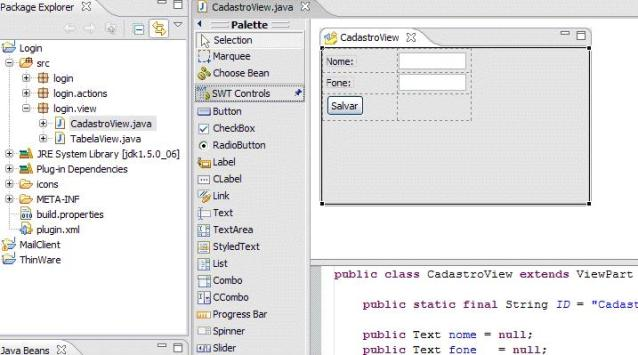 Package Explorer
Login
src
login
login.actions
login.view
CadastroView.java
TabelaView.java
JRE System Library [jdk1.5.0_06]
Plug-in Dependencies
icons
META-INF
build.properties
plugin.xml
MailClient
ThinWare
Java Beans
CadastroView.java
Palette
Selection
Marquee
Choose Bean
SWT Controls
Button
CheckBox
RadioButton
Label
CLabel
Link
Text
TextArea
StyledText
List
Combo
CCombo
Progress Bar
Spinner
Slider
CadastroView
Nome:
Fone:
Salvar
public class CadastroView extends ViewPart
public static final String ID = "Cadast
public Text nome = null;
public Text fone = null;